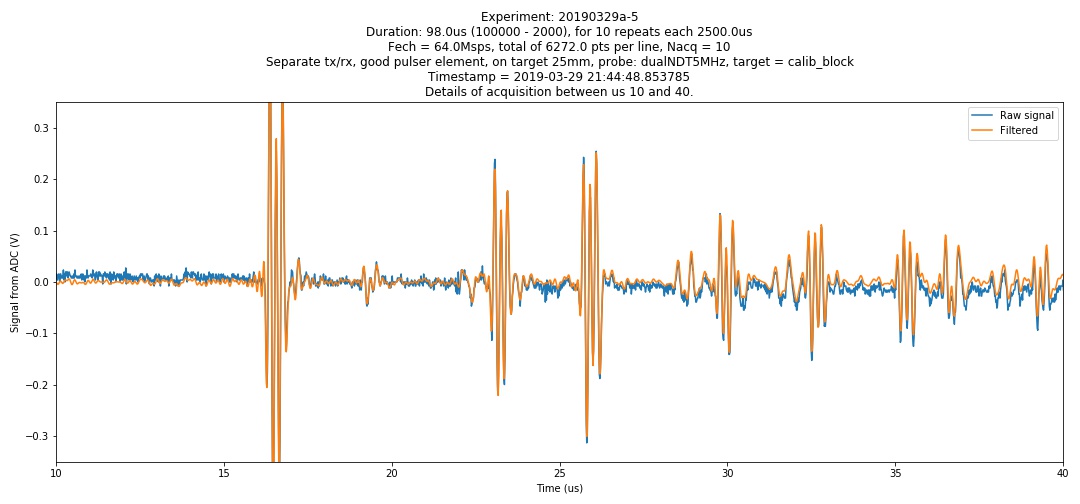 Experiment: 20190329a-5
Duration: 98.0us (100000 - 2000), for 10 repeats each 2500.0us
Fech = 64.0Msps, total of 6272.0 pts per line, Nacq = 10
Separate tx/rx, good pulser element, on target 25mm, probe: dualNDT5MHz, target = calib_block
Timestamp = 2019-03-29 21:44:48.853785
Details of acquisition between us 10 and 40.
Raw signal
Filtered
0.3
0.2
0.1
0.0
−0.1
−0.2
−0.3
Signal from ADC (V)
10 15 20 25 30 35 40
Time (us)